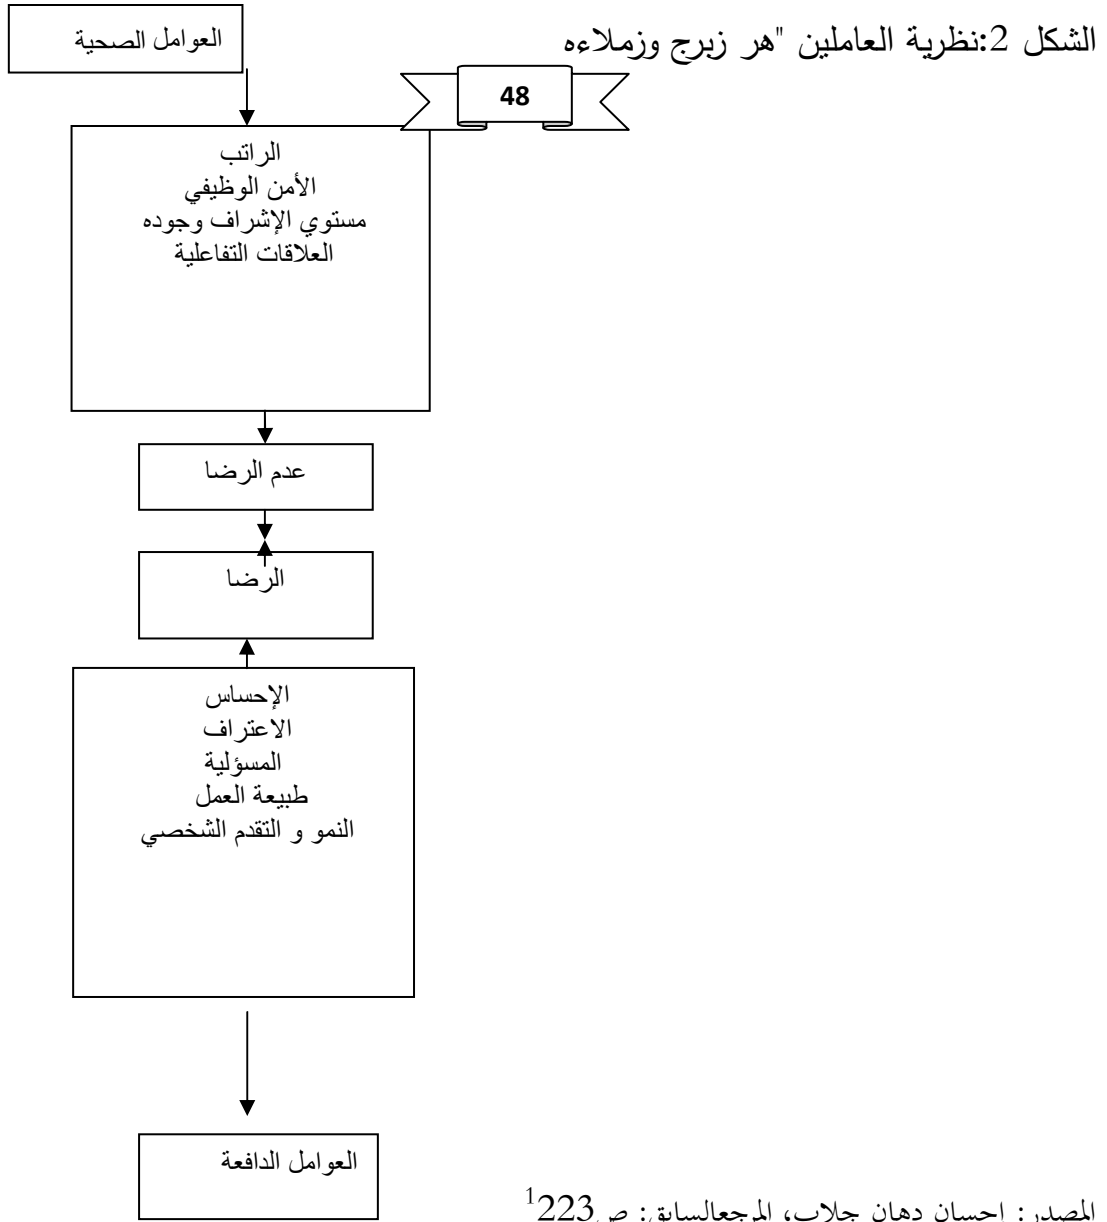 الشكل 2:نظرية العاملين "هر زبرج وزملاءه
العوامل الصحية
48
الراتب
الأمن الوظيفي
مستوي الإشراف وجوده
العلاقات التفاعلية
عدم الرضا
الرضا
الإحساس
الاعتراف
المسؤلية
طبيعة العمل
النمو و التقدم الشخصي
العوامل الدافعة
المصدر: احسان دهان جلاب، المرجعالسابق: ص223¹